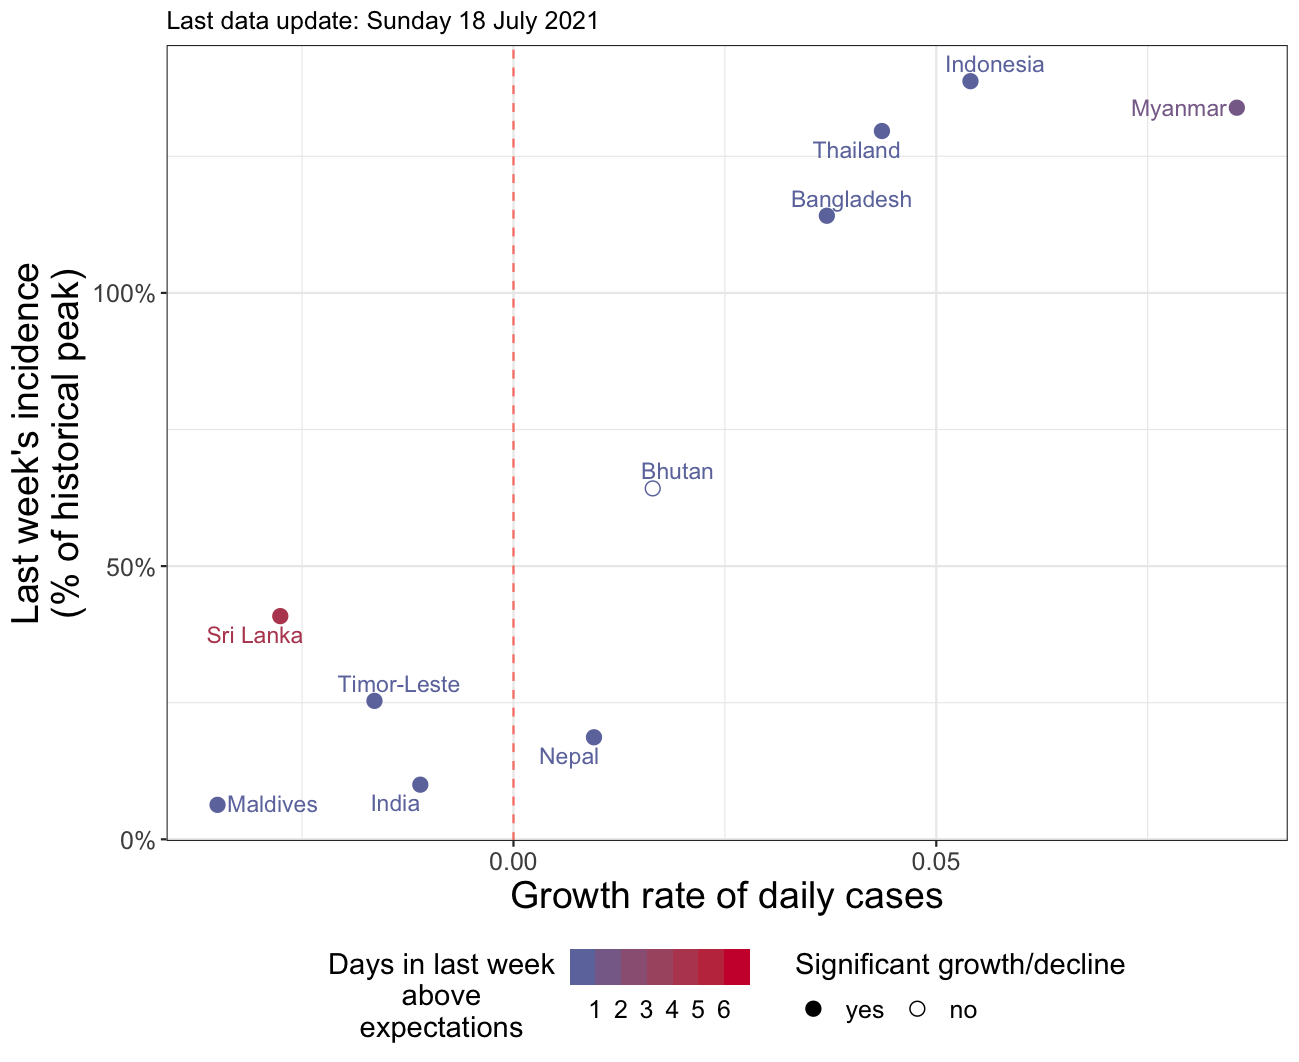 Last data update: Sunday 18 July 2021
Indonesia
Myanmar
Thailand
Bangladesh
Last week's incidence
(% of historical peak)
100%
Bhutan
50%
Sri Lanka
Timor-Leste
Nepal
Maldives
India
0%
0.00
0.05
Growth rate of daily cases
Days in last week
above
expectations
1 2 3 4 5 6
Significant growth/decline
yes no